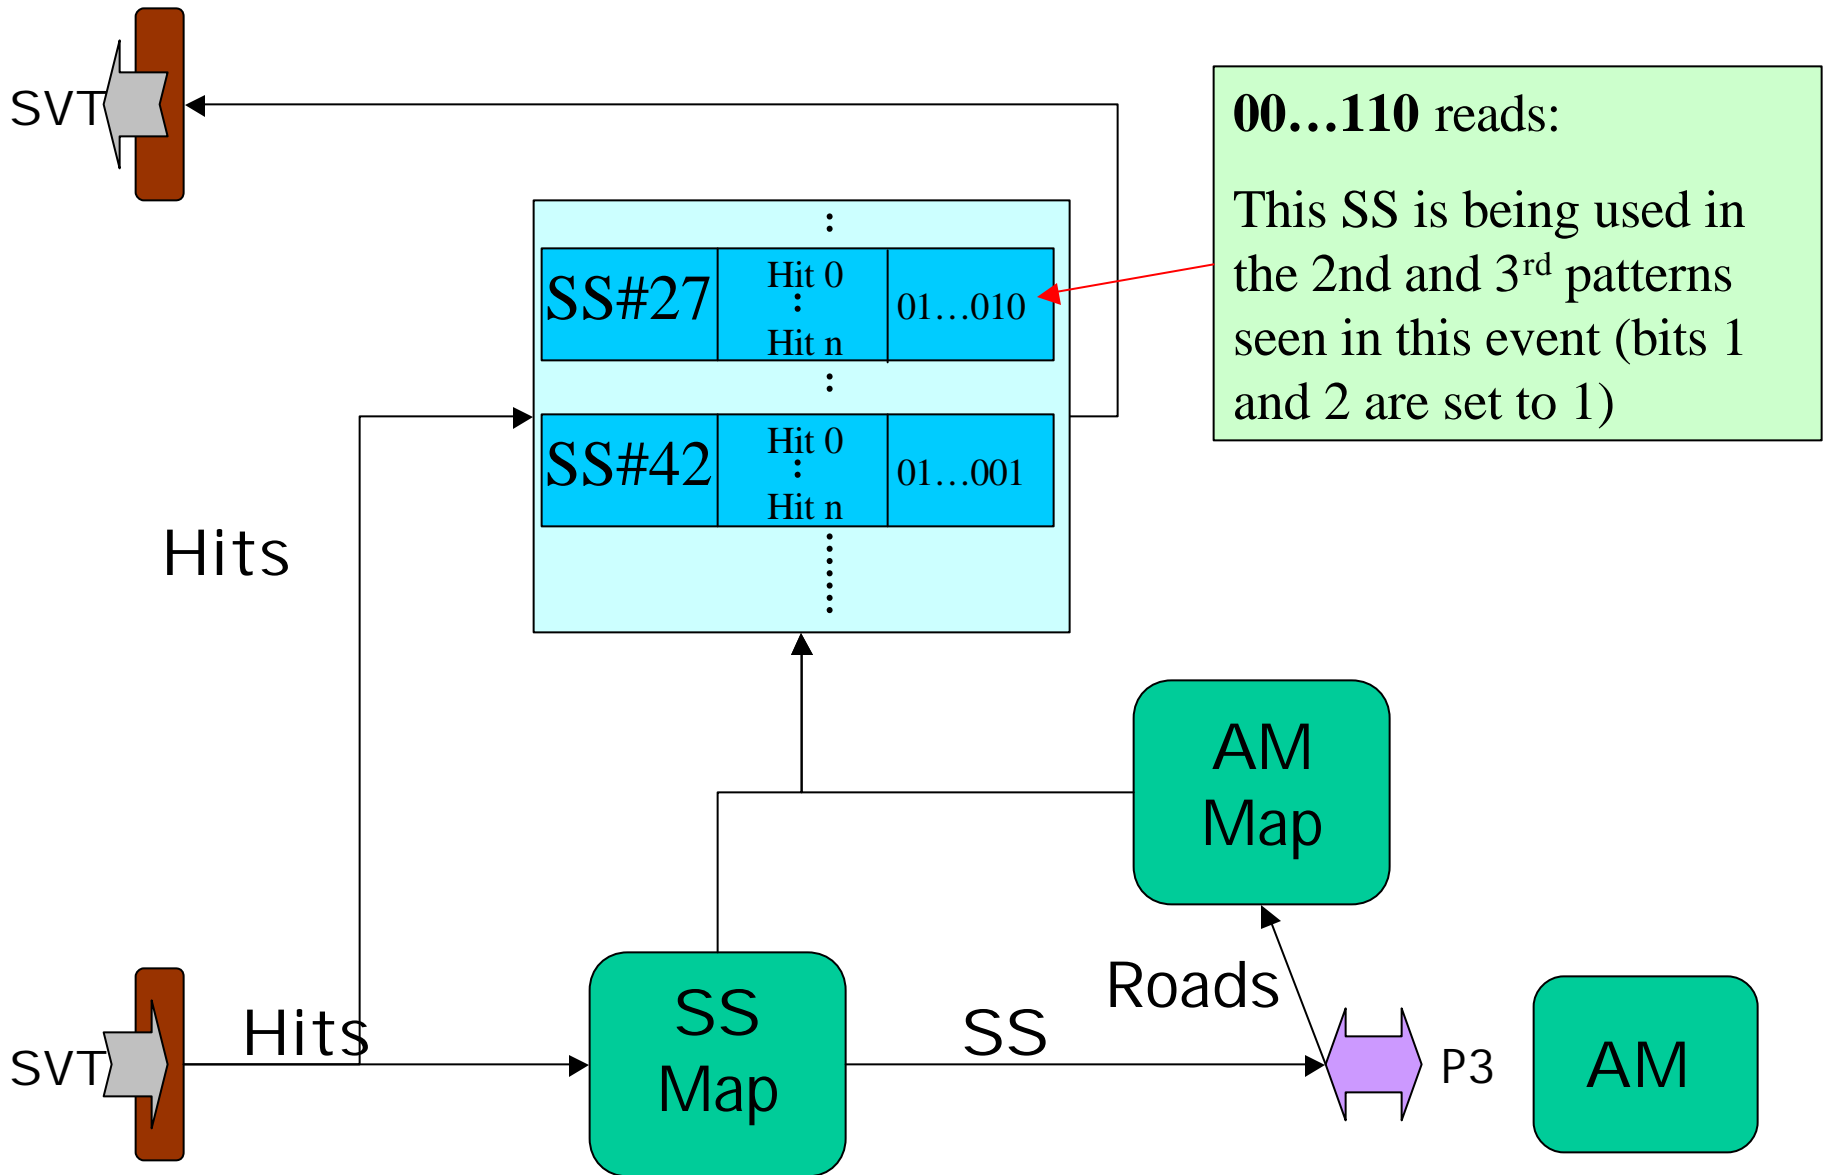 SVT
00...110 reads:
This SS is being used in
the 2nd and 3rd patterns
seen in this event (bits 1
and 2 are set to 1)
:
SS#27
Hit 0
:
Hit n
01...010
:
SS#42
Hit 0
:
Hit n
01...001
Hits
AM
Map
Roads
SVT
Hits
SS
Map
SS
P3
AM